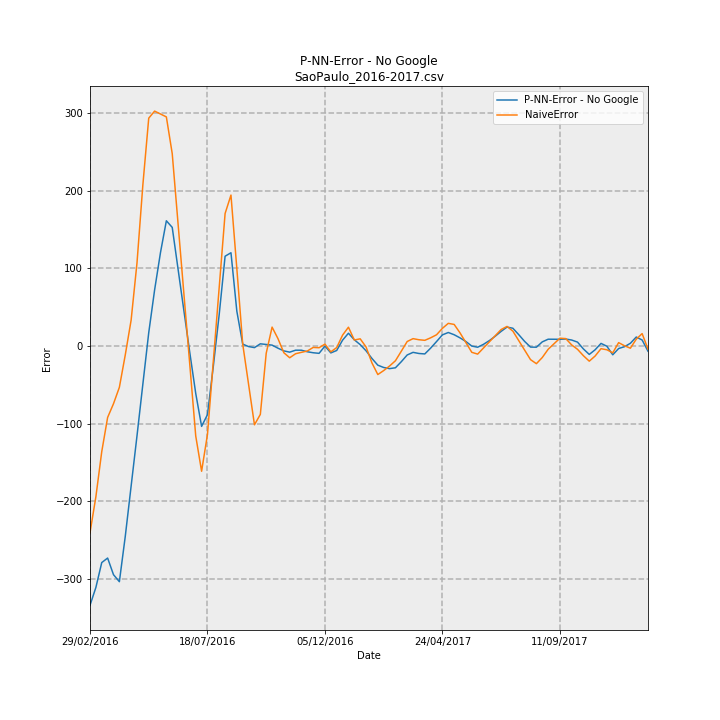 P-NN-Error - No Google
SaoPaulo_2016-2017.csv
P-NN-Error - No Google
NaiveError
300
200
100
0
−100
−200
−300
Error
29/02/2016
18/07/2016
05/12/2016
24/04/2017
11/09/2017
Date